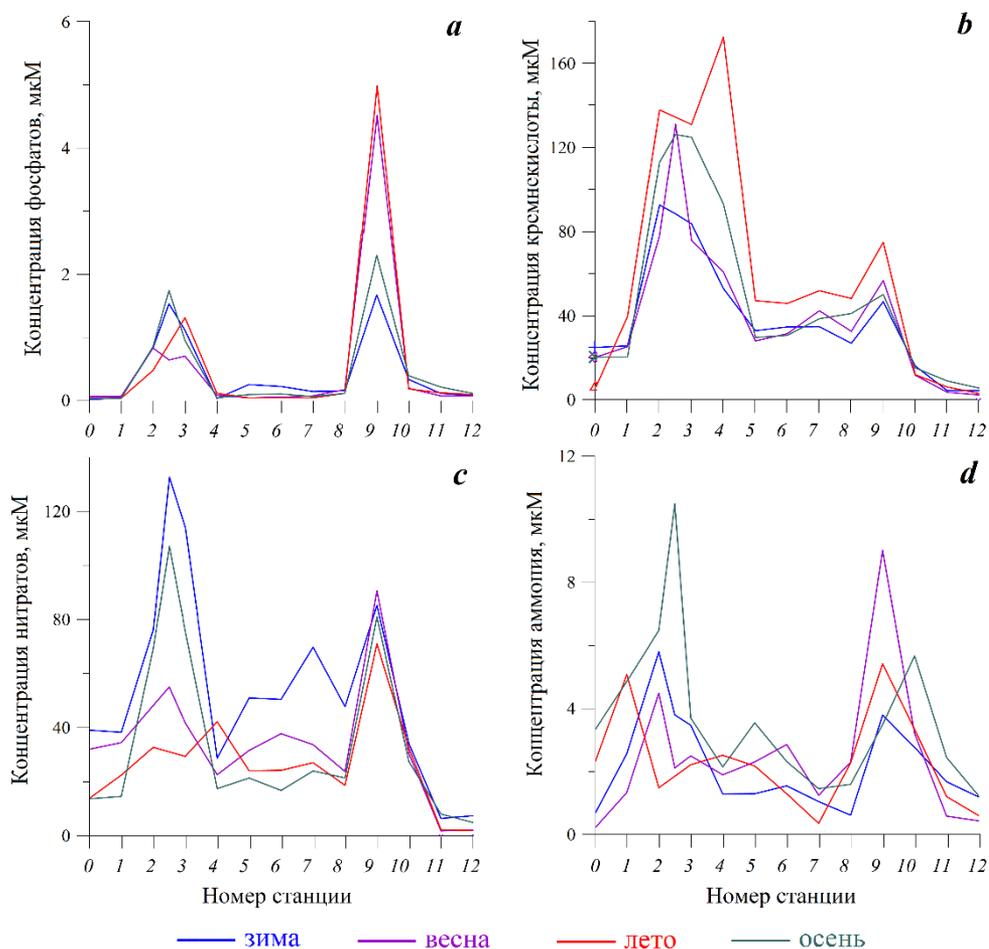 a
Концентрация фосфатов, мкМ
6
4
2
0
0 1 2 3 4 5 6 7 8 9 10 11 12
b
Концентрация крсмнскислоты, мкМ
160
120
80
40
0
0 1 2 3 4 5 6 7 8 9 10 11 12
c
Концентрация нитратов, мкМ
120
80
40
0
0 1 2 3 4 5 6 7 8 9 10 11 12
Номер станции
d
Копцептрация аммопия, мкМ
12
8
4
0
0 1 2 3 4 5 6 7 8 9 10 11 12
Номер станции
зима весна лето осень